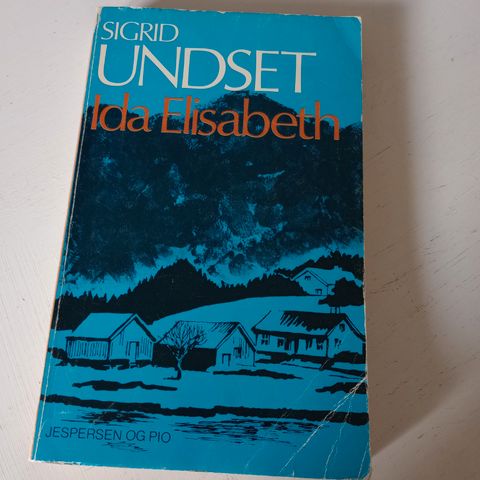 SIGRID
UNDSET
Ida Elisabeth
JESPERSEN OG PIO